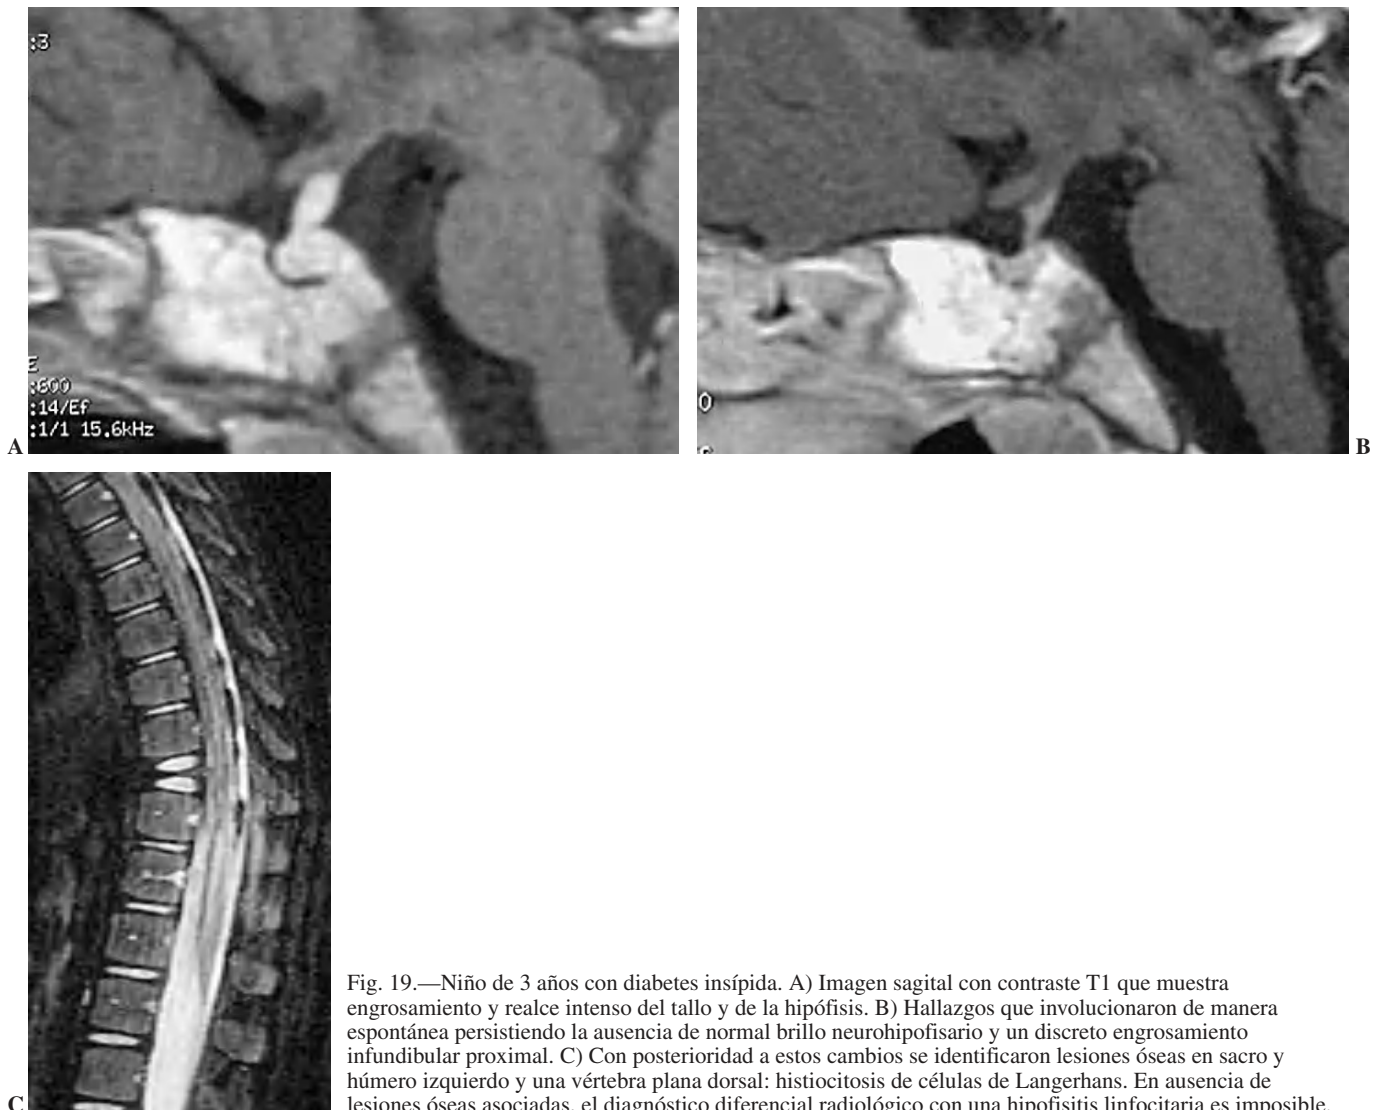 :3
E
:600
:14/Ef
:1/1 15.6kHz
A
0
B
C
Fig. 19.—Niño de 3 años con diabetes insípida. A) Imagen sagital con contraste T1 que muestra
engrosamiento y realce intenso del tallo y de la hipófisis. B) Hallazgos que involucionaron de manera
espontánea persistiendo la ausencia de normal brillo neurohipofisario y un discreto engrosamiento
infundibular proximal. C) Con posterioridad a estos cambios se identificaron lesiones óseas en sacro y
húmero izquierdo y una vértebra plana dorsal: histiocitosis de células de Langerhans. En ausencia de
lesiones óseas asociadas, el diagnóstico diferencial radiológico con una hipofisitis linfocitaria es imposible.